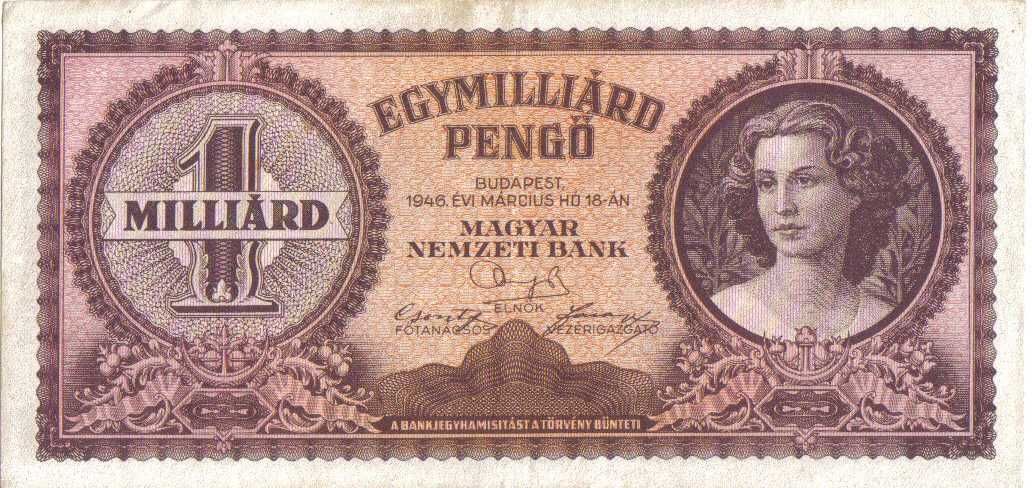 EGYMILLIÁRD
PENGŐ
1
MILLIÁRD
BUDAPEST,
1946. ÉVI MÁRCIUS HÓ 18-ÁN
MAGYAR
NEMZETI BANK
ELNÖK
FŐTANÁCSOS
VEZÉRIGAZGATÓ
A BANKJEGYHAMISITÁST A TÖRVÉNY BÜNTETI